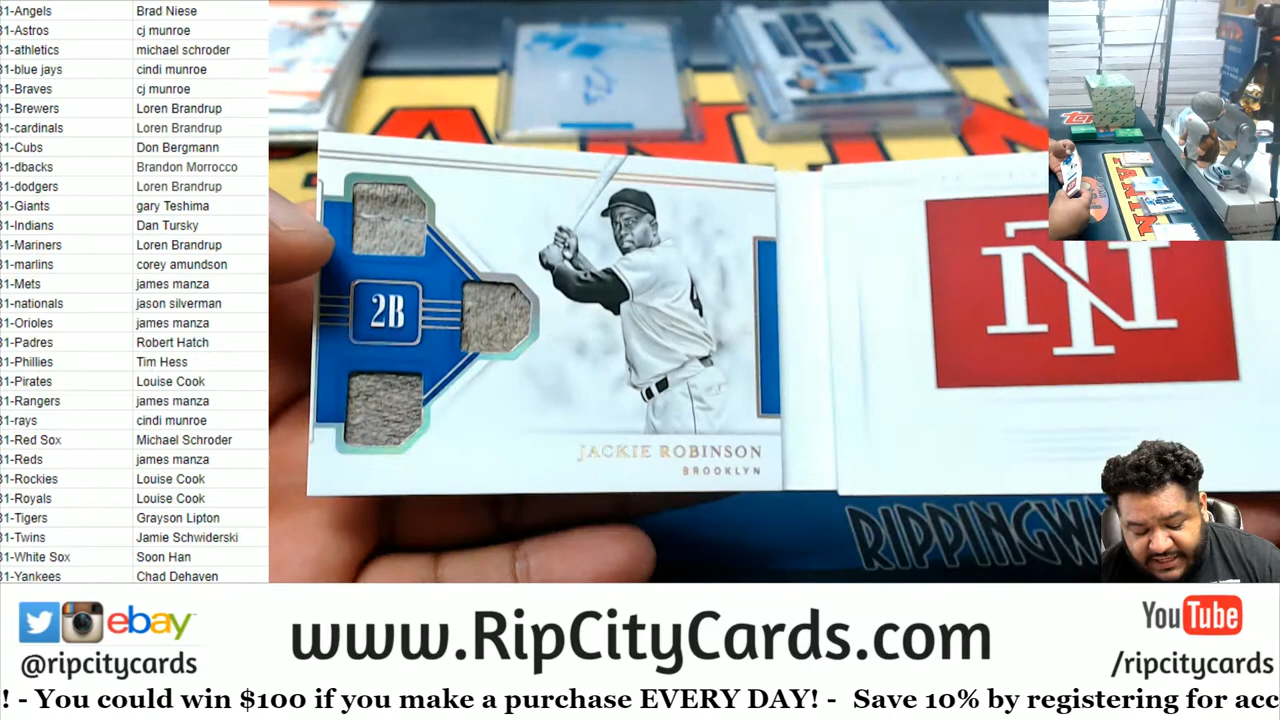 31-Angels Brad Niese
31-Astros cj munroe
31-athletics michael schroder
31-blue jays cindi munroe
31-Braves cj munroe
31-Brewers Loren Brandrup
31-cardinals Loren Brandrup
31-Cubs Don Bergmann
31-dbacks Brandon Morrocco
31-dodgers Loren Brandrup
31-Giants gary Teshima
31-Indians Dan Tursky
31-Mariners Loren Brandrup
31-marlins corey amundson
31-Mets james manza
31-nationals jason silverman
31-Orioles james manza
31-Padres Robert Hatch
31-Phillies Tim Hess
31-Pirates Louise Cook
31-Rangers james manza
31-rays cindi munroe
31-Red Sox Michael Schroder
31-Reds james manza
31-Rockies Louise Cook
31-Royals Louise Cook
31-Tigers Grayson Lipton
31-Twins Jamie Schwiderski
31-White Sox Soon Han
31-Yankees Chad Dehaven
2B
JACKIE ROBINSON
BROOKLYN
NT
RIPPINGWA
ebay
@ripcitycards
www.RipCityCards.com
YouTube
/ripcitycards
! - You could win $100 if you make a purchase EVERY DAY! - Save 10% by registering for acc